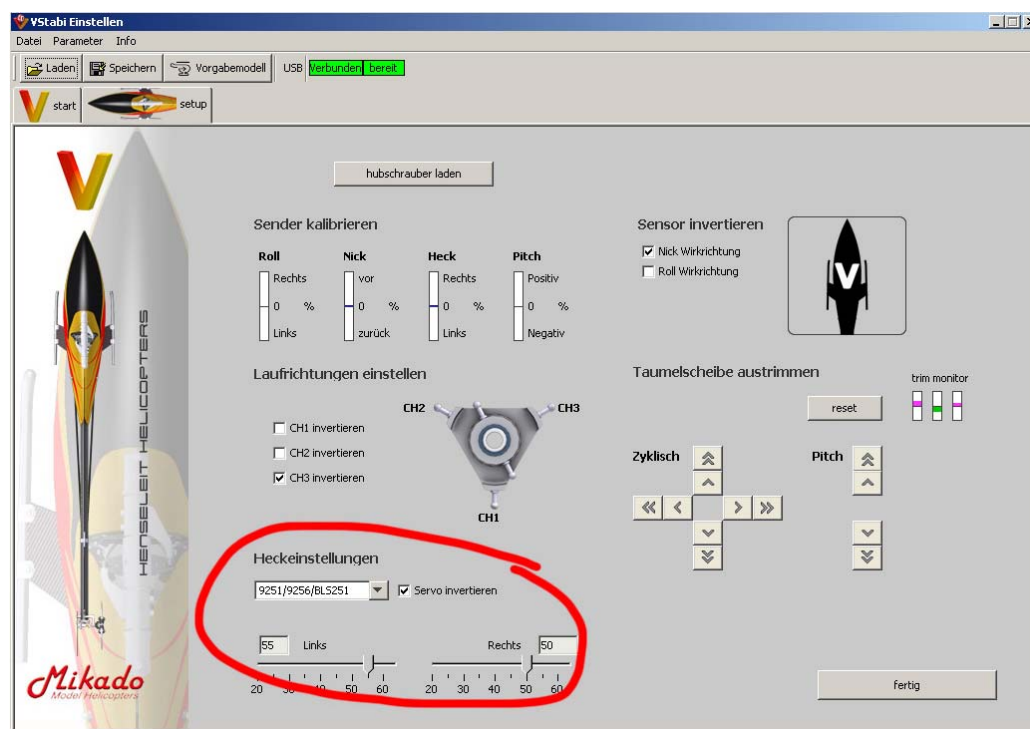 VStabi Einstellen
Datei Parameter Info
Laden Speichern Vorgabemodell USB Verbunden bereit
start setup
hubschrauber laden
Sender kalibrieren
Roll Nick Heck Pitch
Rechts vor Rechts Positiv
0 % 0 % 0 % 0 %
Links zurück Links Negativ
Sensor invertieren
Nick Wirkrichtung
Roll Wirkrichtung
V
Laufrichtungen einstellen
CH1 invertieren
CH2 invertieren
CH3 invertieren
CH2 CH3
CH1
Taumelscheibe austrimmen
trim monitor
reset
Zyklisch Pitch
Heckeinstellungen
9251/9256/BLS251 Servo invertieren
55 Links Rechts 50
20 30 40 50 60 20 30 40 50 60
fertig
HENSELEIT HELICOPTERS
Mikado
Model Helicopters